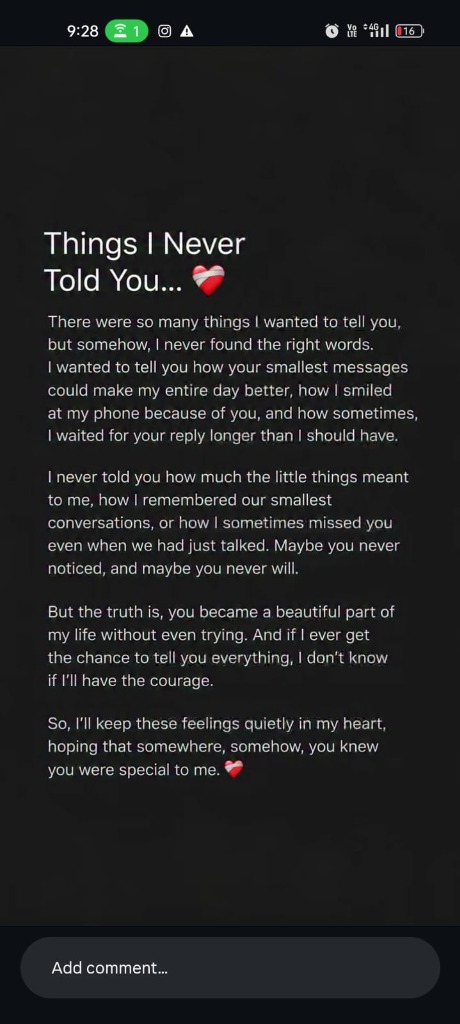 9:28 1 Vo LTE 4G 16
Things I Never
Told You... ❤️‍🩹
There were so many things I wanted to tell you,
but somehow, I never found the right words.
I wanted to tell you how your smallest messages
could make my entire day better, how I smiled
at my phone because of you, and how sometimes,
I waited for your reply longer than I should have.
I never told you how much the little things meant
to me, how I remembered our smallest
conversations, or how I sometimes missed you
even when we had just talked. Maybe you never
noticed, and maybe you never will.
But the truth is, you became a beautiful part of
my life without even trying. And if I ever get
the chance to tell you everything, I don't know
if I'll have the courage.
So, I'll keep these feelings quietly in my heart,
hoping that somewhere, somehow, you knew
you were special to me. ❤️‍🩹
Add comment...